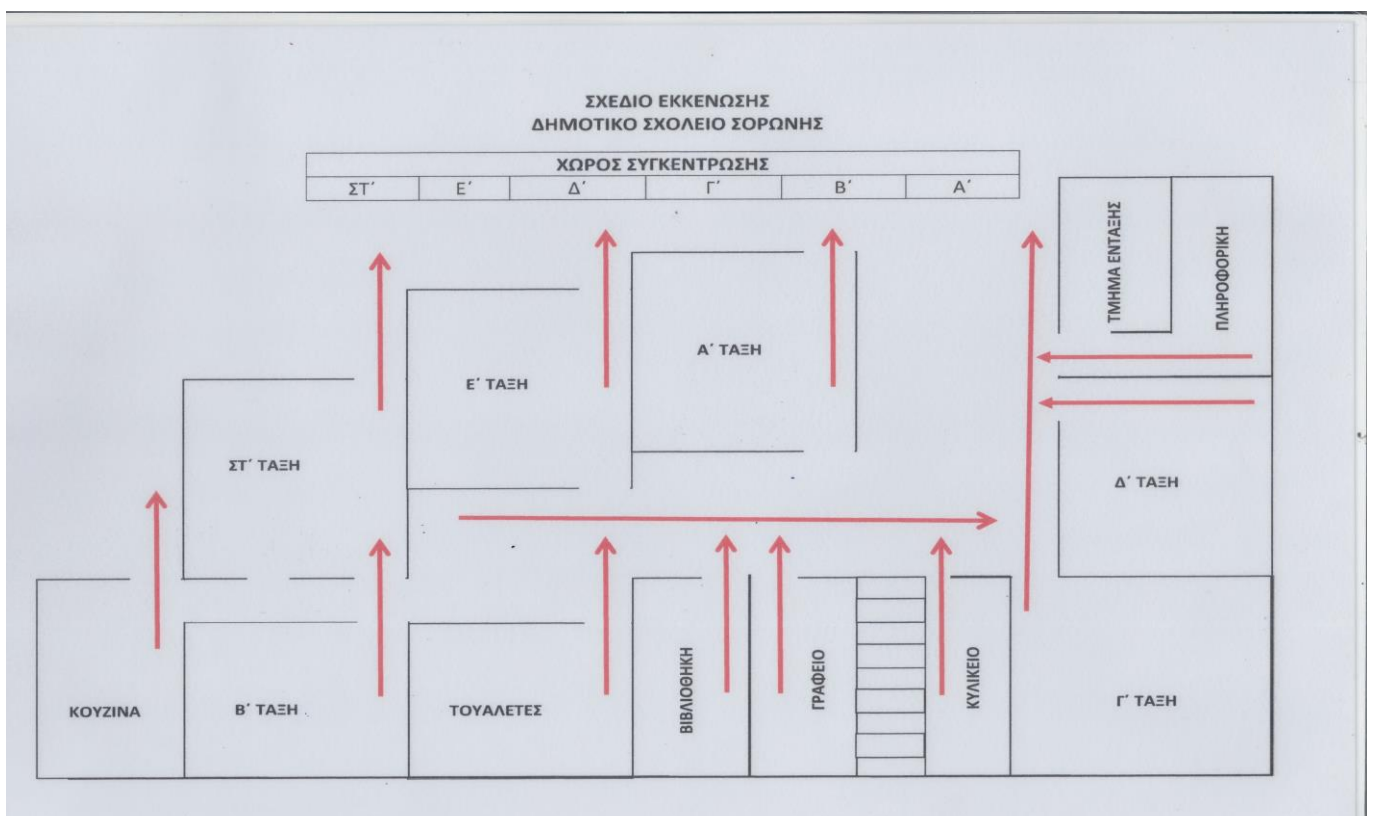 ΣΧΕΔΙΟ ΕΚΚΕΝΩΣΗΣ
ΔΗΜΟΤΙΚΟ ΣΧΟΛΕΙΟ ΣΟΡΩΝΗΣ
ΧΩΡΟΣ ΣΥΓΚΕΝΤΡΩΣΗΣ
ΣΤ΄ Ε΄ Δ΄ Γ΄ Β΄ Α΄
ΤΜΗΜΑ ΕΝΤΑΞΗΣ
ΠΛΗΡΟΦΟΡΙΚΗ
Α΄ ΤΑΞΗ
Ε΄ ΤΑΞΗ
ΣΤ΄ ΤΑΞΗ
Δ΄ ΤΑΞΗ
ΚΟΥΖΙΝΑ
Β΄ ΤΑΞΗ
ΤΟΥΑΛΕΤΕΣ
ΒΙΒΛΙΟΘΗΚΗ
ΓΡΑΦΕΙΟ
ΚΥΛΙΚΕΙΟ
Γ΄ ΤΑΞΗ